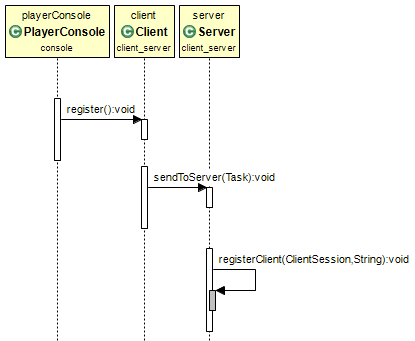 playerConsole
C PlayerConsole
console
client
C Client
client_server
server
C Server
client_server
register():void
sendToServer(Task):void
registerClient(ClientSession,String):void